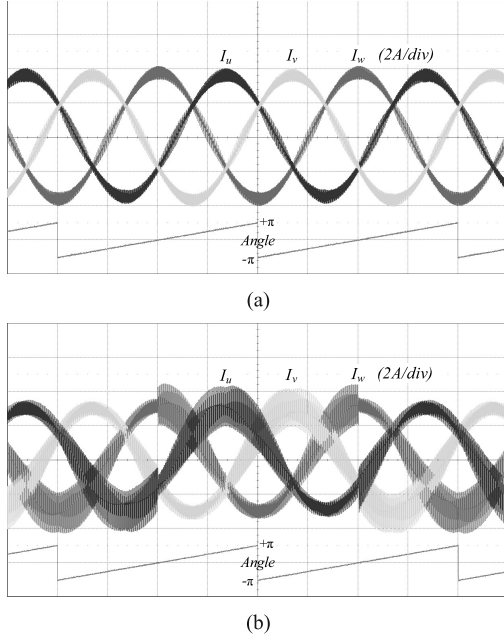 Iu Iv Iw (2A/div)
+π
Angle
-π
(a)
Iu Iv Iw (2A/div)
+π
Angle
-π
(b)